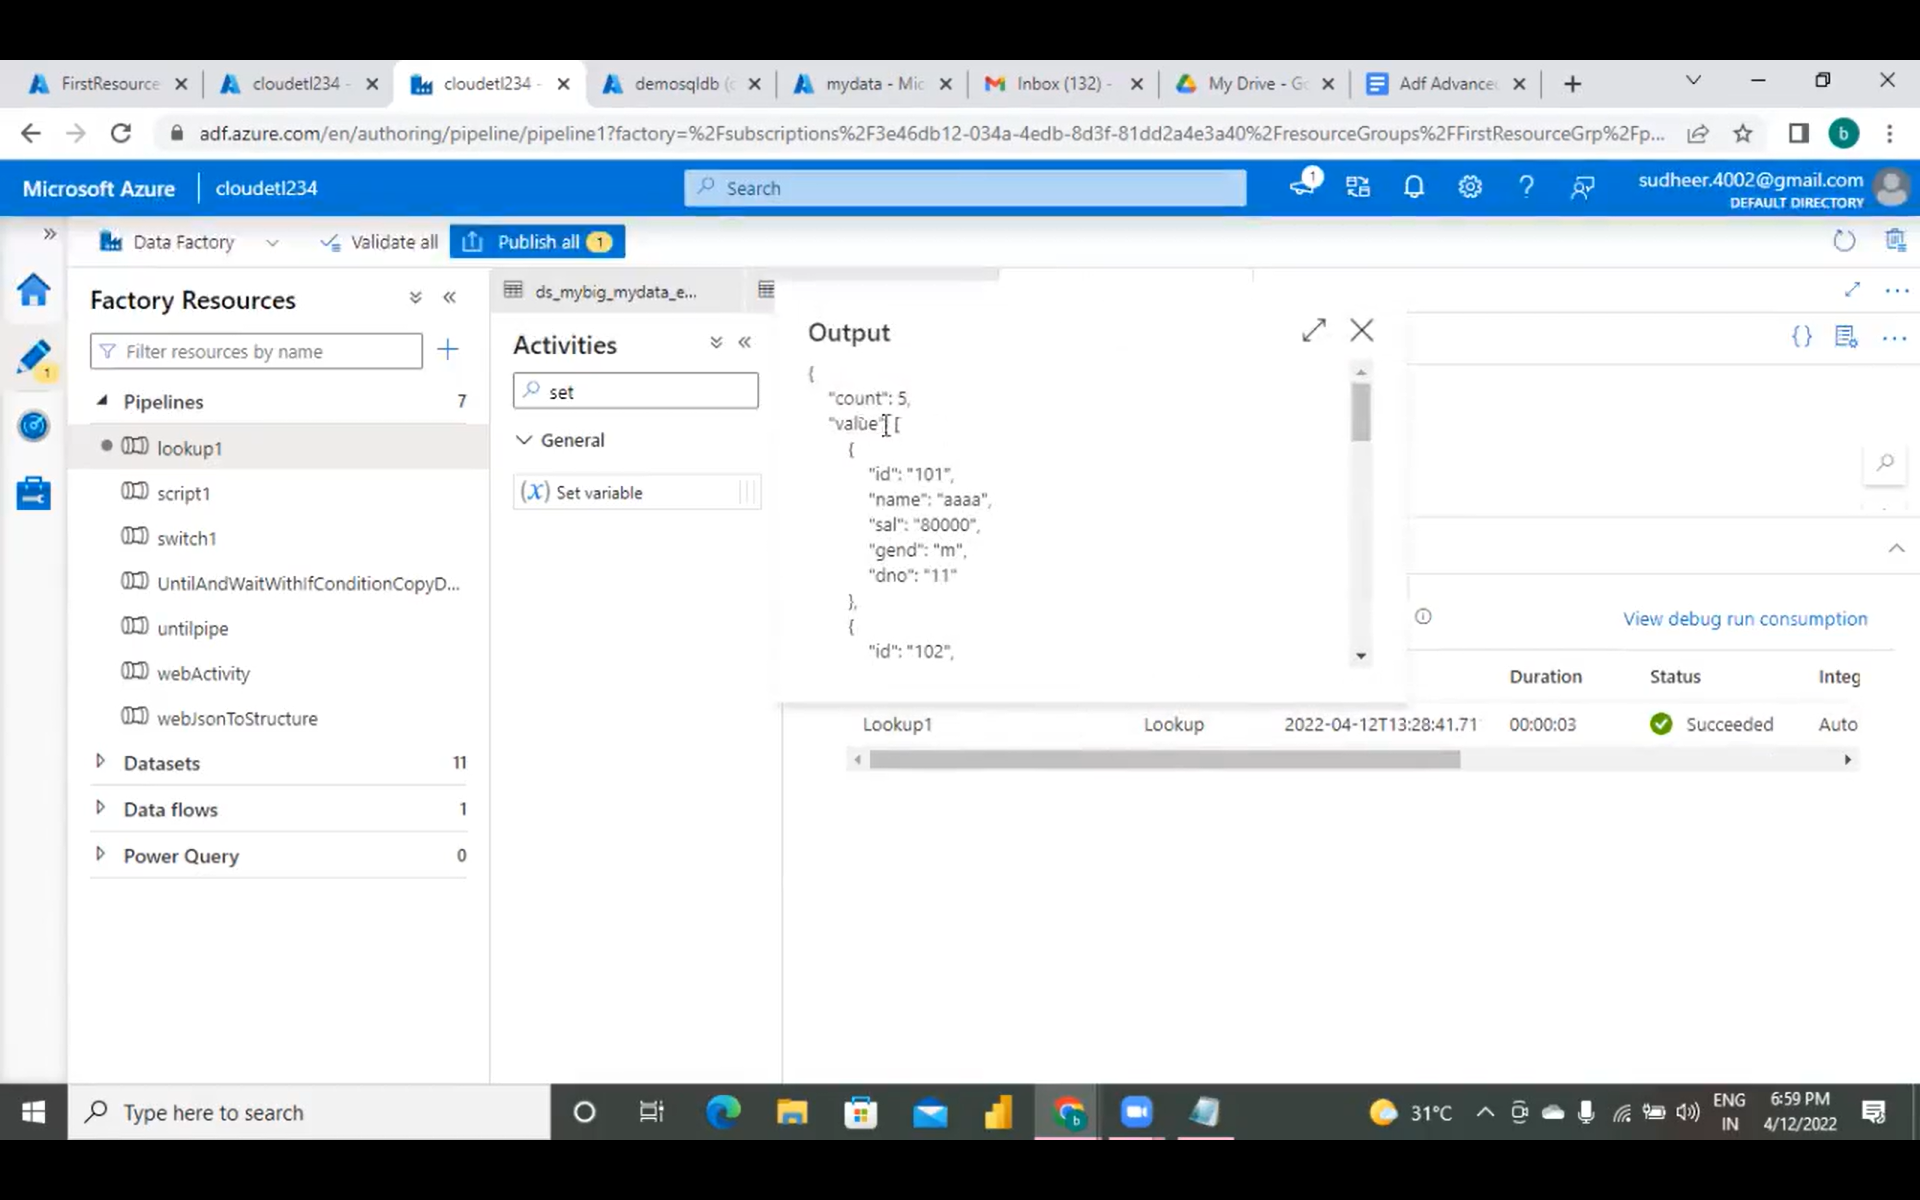 FirstResource
cloudetl234 -
cloudetl234 -
demosqldb (
mydata - Mic
Inbox (132) -
My Drive - Go
Adf Advance
adf.azure.com/en/authoring/pipeline/pipeline1?factory=%2Fsubscriptions%2F3e46db12-034a-4edb-8d3f-81dd2a4e3a40%2FresourceGroups%2FFirstResourceGrp%2Fp...
b
Microsoft Azure
cloudetl234
Search
1
sudheer.4002@gmail.com
DEFAULT DIRECTORY
Data Factory
Validate all
Publish all 1
Factory Resources
Filter resources by name
1
Pipelines 7
lookup1
script1
switch1
UntilAndWaitWithIfConditionCopyD...
untilpipe
webActivity
webJsonToStructure
Datasets 11
Data flows 1
Power Query 0
ds_mybig_mydata_e...
Activities
set
General
(x) Set variable
Output
{
"count": 5,
"value": [
{
"id": "101",
"name": "aaaa",
"sal": "80000",
"gend": "m",
"dno": "11"
},
{
"id": "102",
View debug run consumption
Duration Status Integ
Lookup1 Lookup 2022-04-12T13:28:41.71 00:00:03 Succeeded Auto
Type here to search
b
31°C
ENG
IN
6:59 PM
4/12/2022